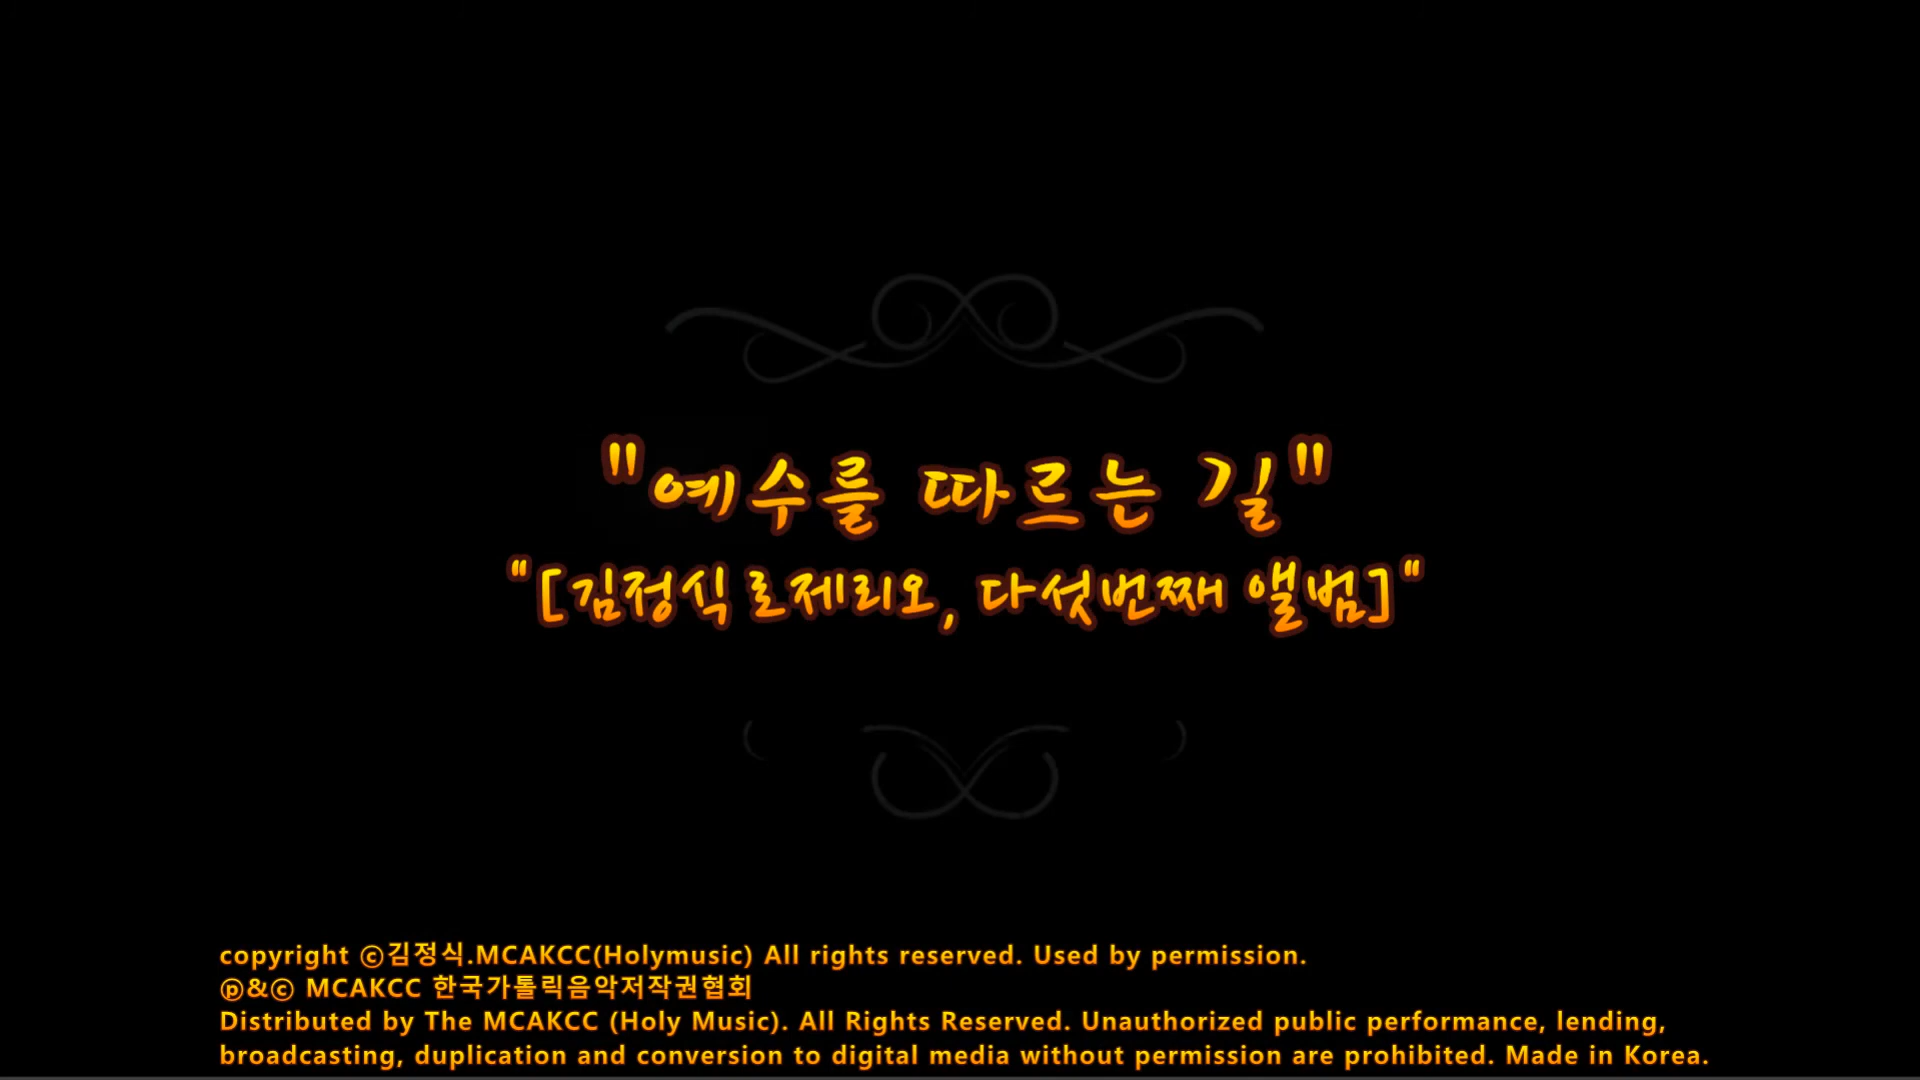 "예수를 따르는 길"
"[김정식 로제리오, 다섯번째 앨범]"
copyright ⓒ김정식.MCAKCC(Holymusic) All rights reserved. Used by permission.
ⓟ&ⓒ MCAKCC 한국가톨릭음악저작권협회
Distributed by The MCAKCC (Holy Music). All Rights Reserved. Unauthorized public performance, lending,
broadcasting, duplication and conversion to digital media without permission are prohibited. Made in Korea.